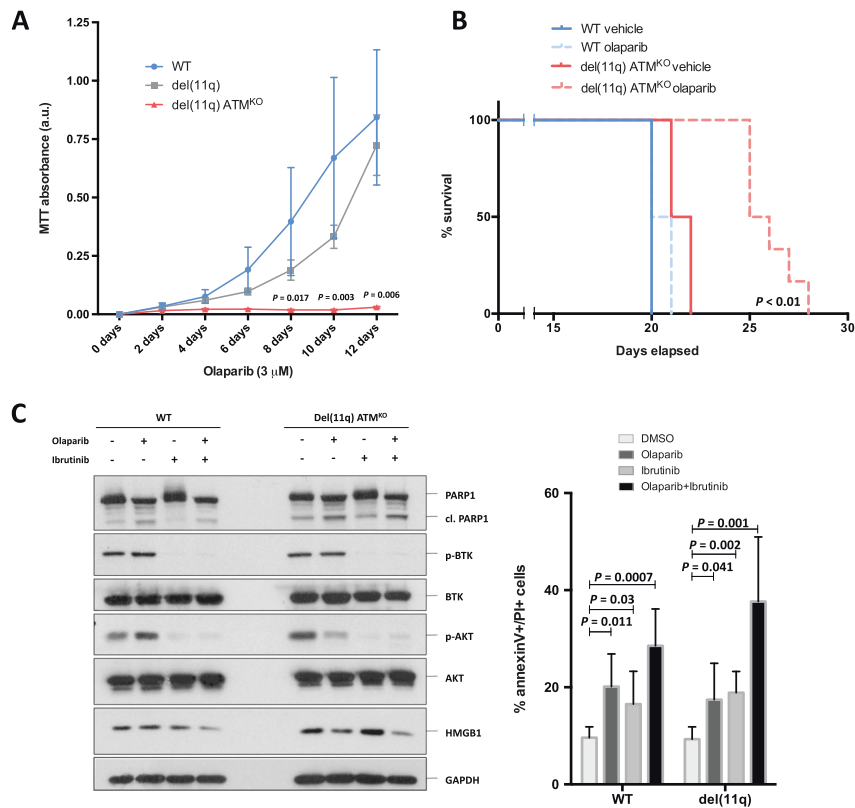 A
1.25
1.00
0.75
0.50
0.25
0.00
MTT absorbance (a.u.)
WT
del(11q)
del(11q) ATMKO
P = 0.017
P = 0.003
P = 0.006
0 days
2 days
4 days
6 days
8 days
10 days
12 days
Olaparib (3 µM)
B
WT vehicle
WT olaparib
del(11q) ATMKO vehicle
del(11q) ATMKO olaparib
100
50
0
% survival
P < 0.01
0
15
20
25
30
Days elapsed
C
WT
Del(11q) ATMKO
Olaparib - + - + - + - +
Ibrutinib - - + + - - + +
PARP1
cl. PARP1
p-BTK
BTK
p-AKT
AKT
HMGB1
GAPDH
DMSO
Olaparib
Ibrutinib
Olaparib+Ibrutinib
60
40
20
0
% annexinV+/PI+ cells
P = 0.0007
P = 0.03
P = 0.011
P = 0.001
P = 0.002
P = 0.041
WT
del(11q)